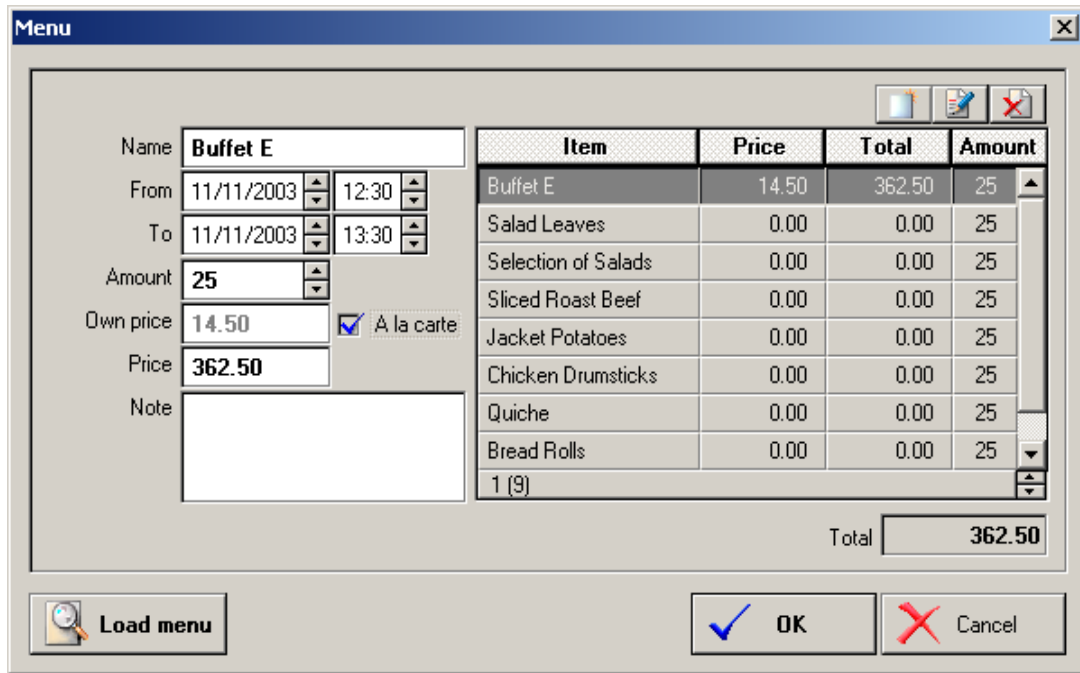 Menu
Name Buffet E
From 11/11/2003 12:30
To 11/11/2003 13:30
Amount 25
Own price 14.50 A la carte
Price 362.50
Note
Item Price Total Amount
Buffet E 14.50 362.50 25
Salad Leaves 0.00 0.00 25
Selection of Salads 0.00 0.00 25
Sliced Roast Beef 0.00 0.00 25
Jacket Potatoes 0.00 0.00 25
Chicken Drumsticks 0.00 0.00 25
Quiche 0.00 0.00 25
Bread Rolls 0.00 0.00 25
1 (9)
Total 362.50
Load menu OK Cancel